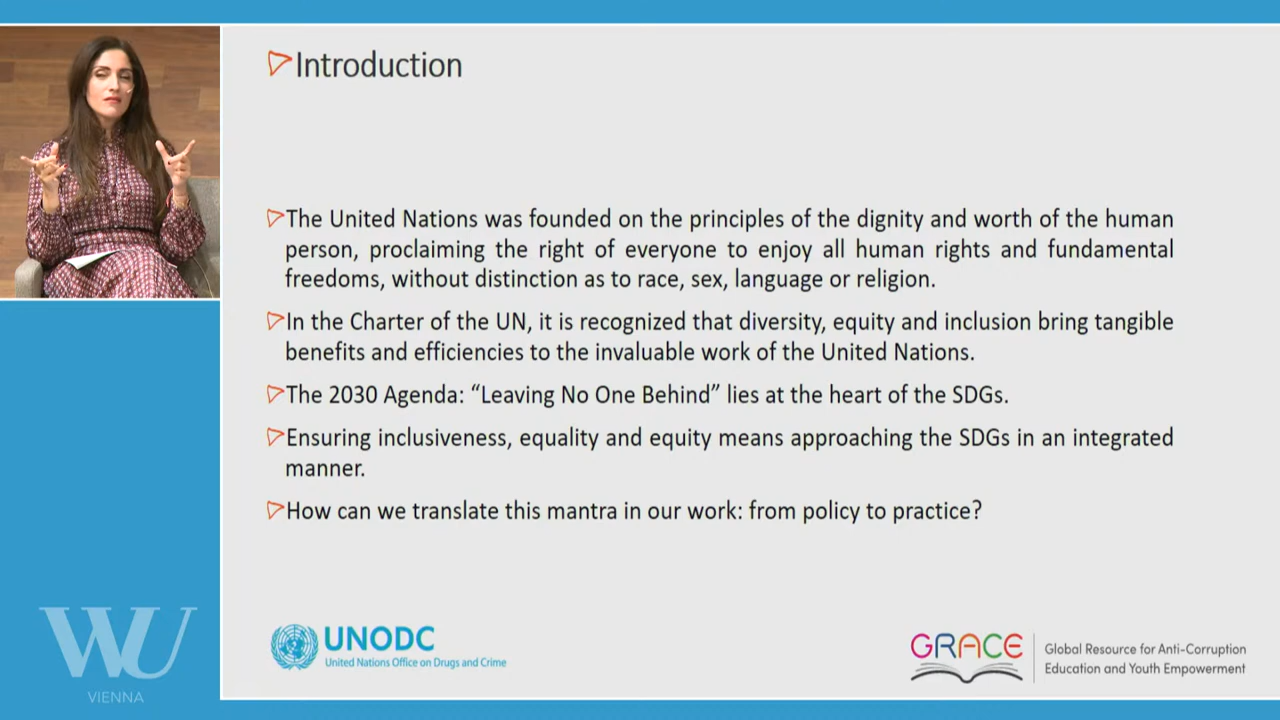 Introduction
The United Nations was founded on the principles of the dignity and worth of the human
person, proclaiming the right of everyone to enjoy all human rights and fundamental
freedoms, without distinction as to race, sex, language or religion.
In the Charter of the UN, it is recognized that diversity, equity and inclusion bring tangible
benefits and efficiencies to the invaluable work of the United Nations.
The 2030 Agenda: “Leaving No One Behind” lies at the heart of the SDGs.
Ensuring inclusiveness, equality and equity means approaching the SDGs in an integrated
manner.
How can we translate this mantra in our work: from policy to practice?
WU
VIENNA
UNODC
United Nations Office on Drugs and Crime
GRACE
Global Resource for Anti-Corruption
Education and Youth Empowerment